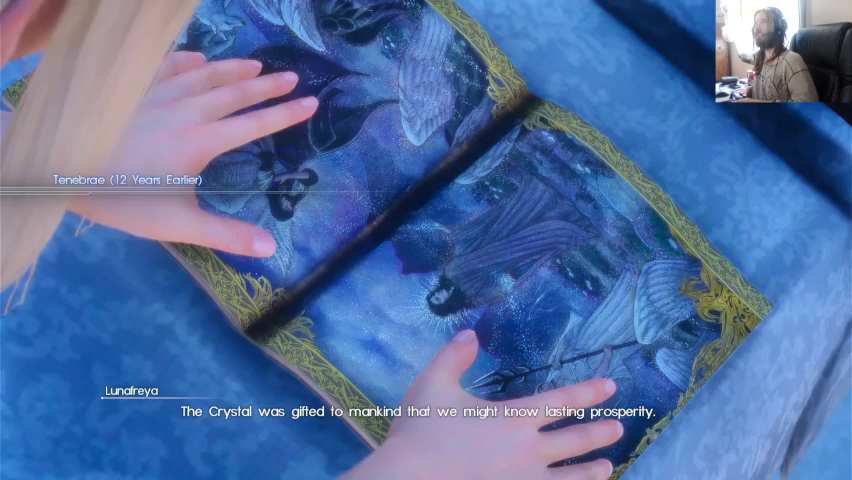 Tenebrae (12 Years Earlier)
Lunafreya
The Crystal was gifted to mankind that we might know lasting prosperity.